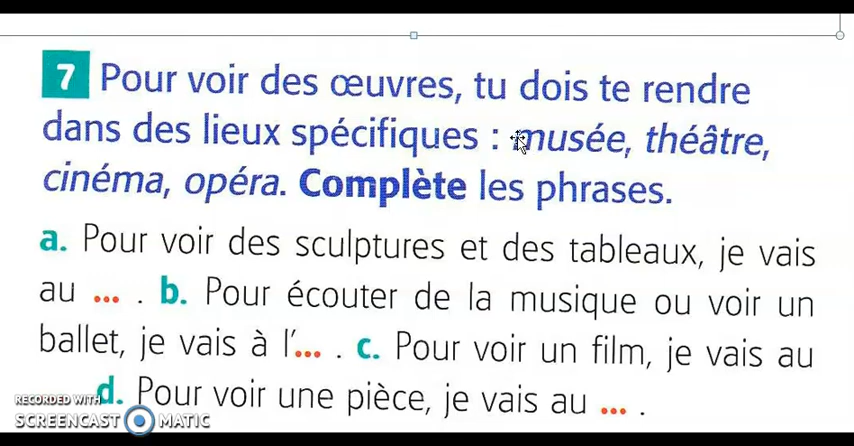 7 Pour voir des œuvres, tu dois te rendre
dans des lieux spécifiques : musée, théâtre,
cinéma, opéra. Complète les phrases.
a. Pour voir des sculptures et des tableaux, je vais
au ... . b. Pour écouter de la musique ou voir un
ballet, je vais à l’... . c. Pour voir un film, je vais au
d. Pour voir une pièce, je vais au ... .
RECORDED WITH
SCREENCAST MATIC